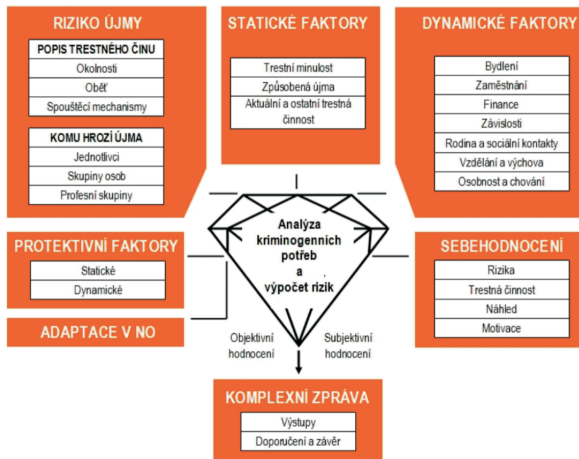 RIZIKO ÚJMY
POPIS TRESTNÉHO ČINU
Okolnosti
Oběť
Spouštěcí mechanismy
KOMU HROZÍ ÚJMA
Jednotlivci
Skupiny osob
Profesní skupiny
STATICKÉ FAKTORY
Trestní minulost
Způsobená újma
Aktuální a ostatní trestná
činnost
DYNAMICKÉ FAKTORY
Bydlení
Zaměstnání
Finance
Závislosti
Rodina a sociální kontakty
Vzdělání a výchova
Osobnost a chování
Analýza
kriminogenních
potřeb
a
výpočet rizik
PROTEKTIVNÍ FAKTORY
Statické
Dynamické
ADAPTACE V NO
SEBEHODNOCENÍ
Rizika
Trestná činnost
Náhled
Motivace
Objektivní
hodnocení
Subjektivní
hodnocení
KOMPLEXNÍ ZPRÁVA
Výstupy
Doporučení a závěr